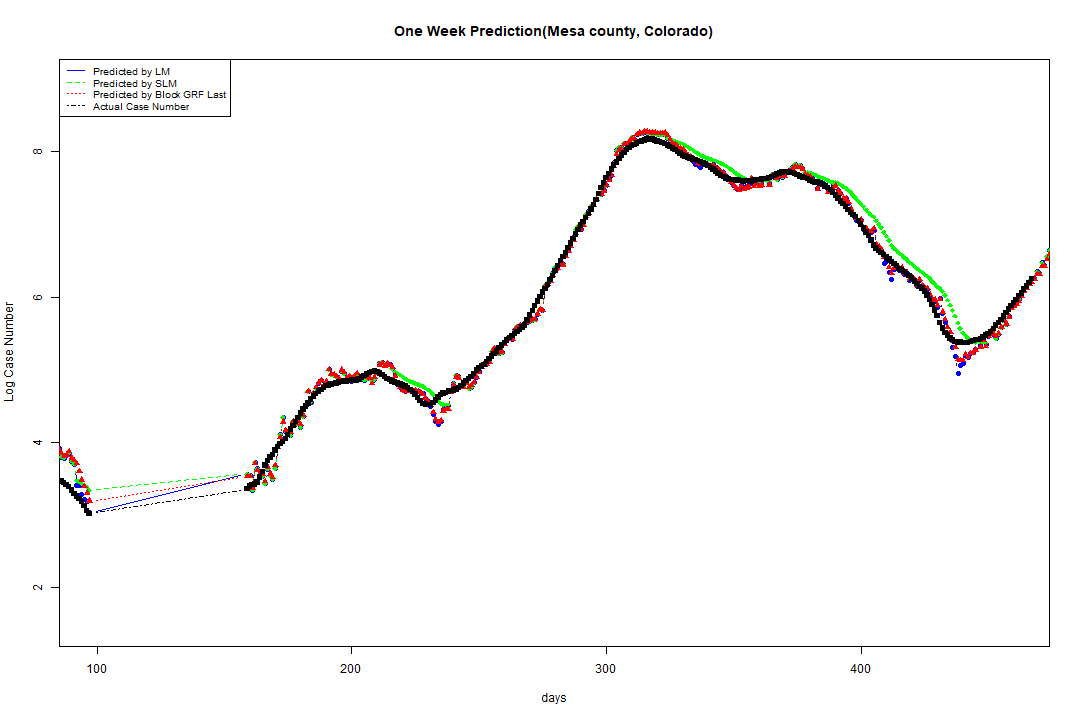 One Week Prediction(Mesa county, Colorado)
Predicted by LM
Predicted by SLM
Predicted by Block GRF Last
Actual Case Number
8
6
4
2
Log Case Number
100 200 300 400
days